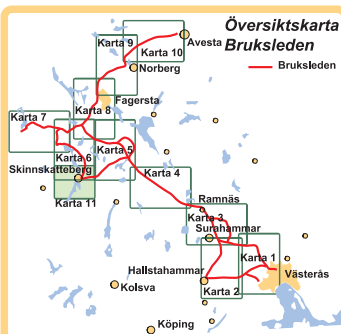 Översiktskarta
Bruksleden
Bruksleden
Karta 9
Karta 10
Avesta
Norberg
Fagersta
Karta 7
Karta 8
Karta 5
Karta 6
Skinnskatteberg
Karta 4
Karta 11
Ramnäs
Karta 3
Surahammar
Karta 1
Hallstahammar
Västerås
Kolsva
Karta 2
Köping